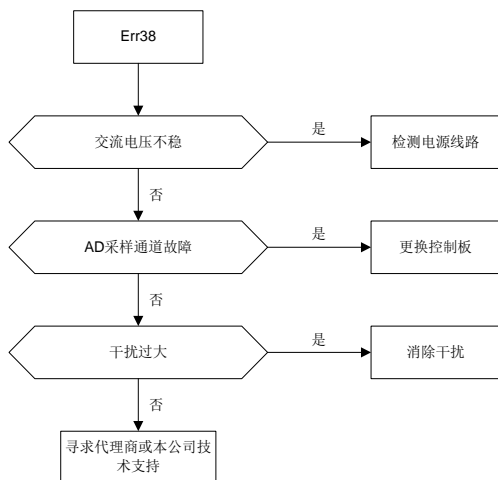 Err38
交流电压不稳
是
检测电源线路
否
AD采样通道故障
是
更换控制板
否
干扰过大
是
消除干扰
否
寻求代理商或本公司技
术支持